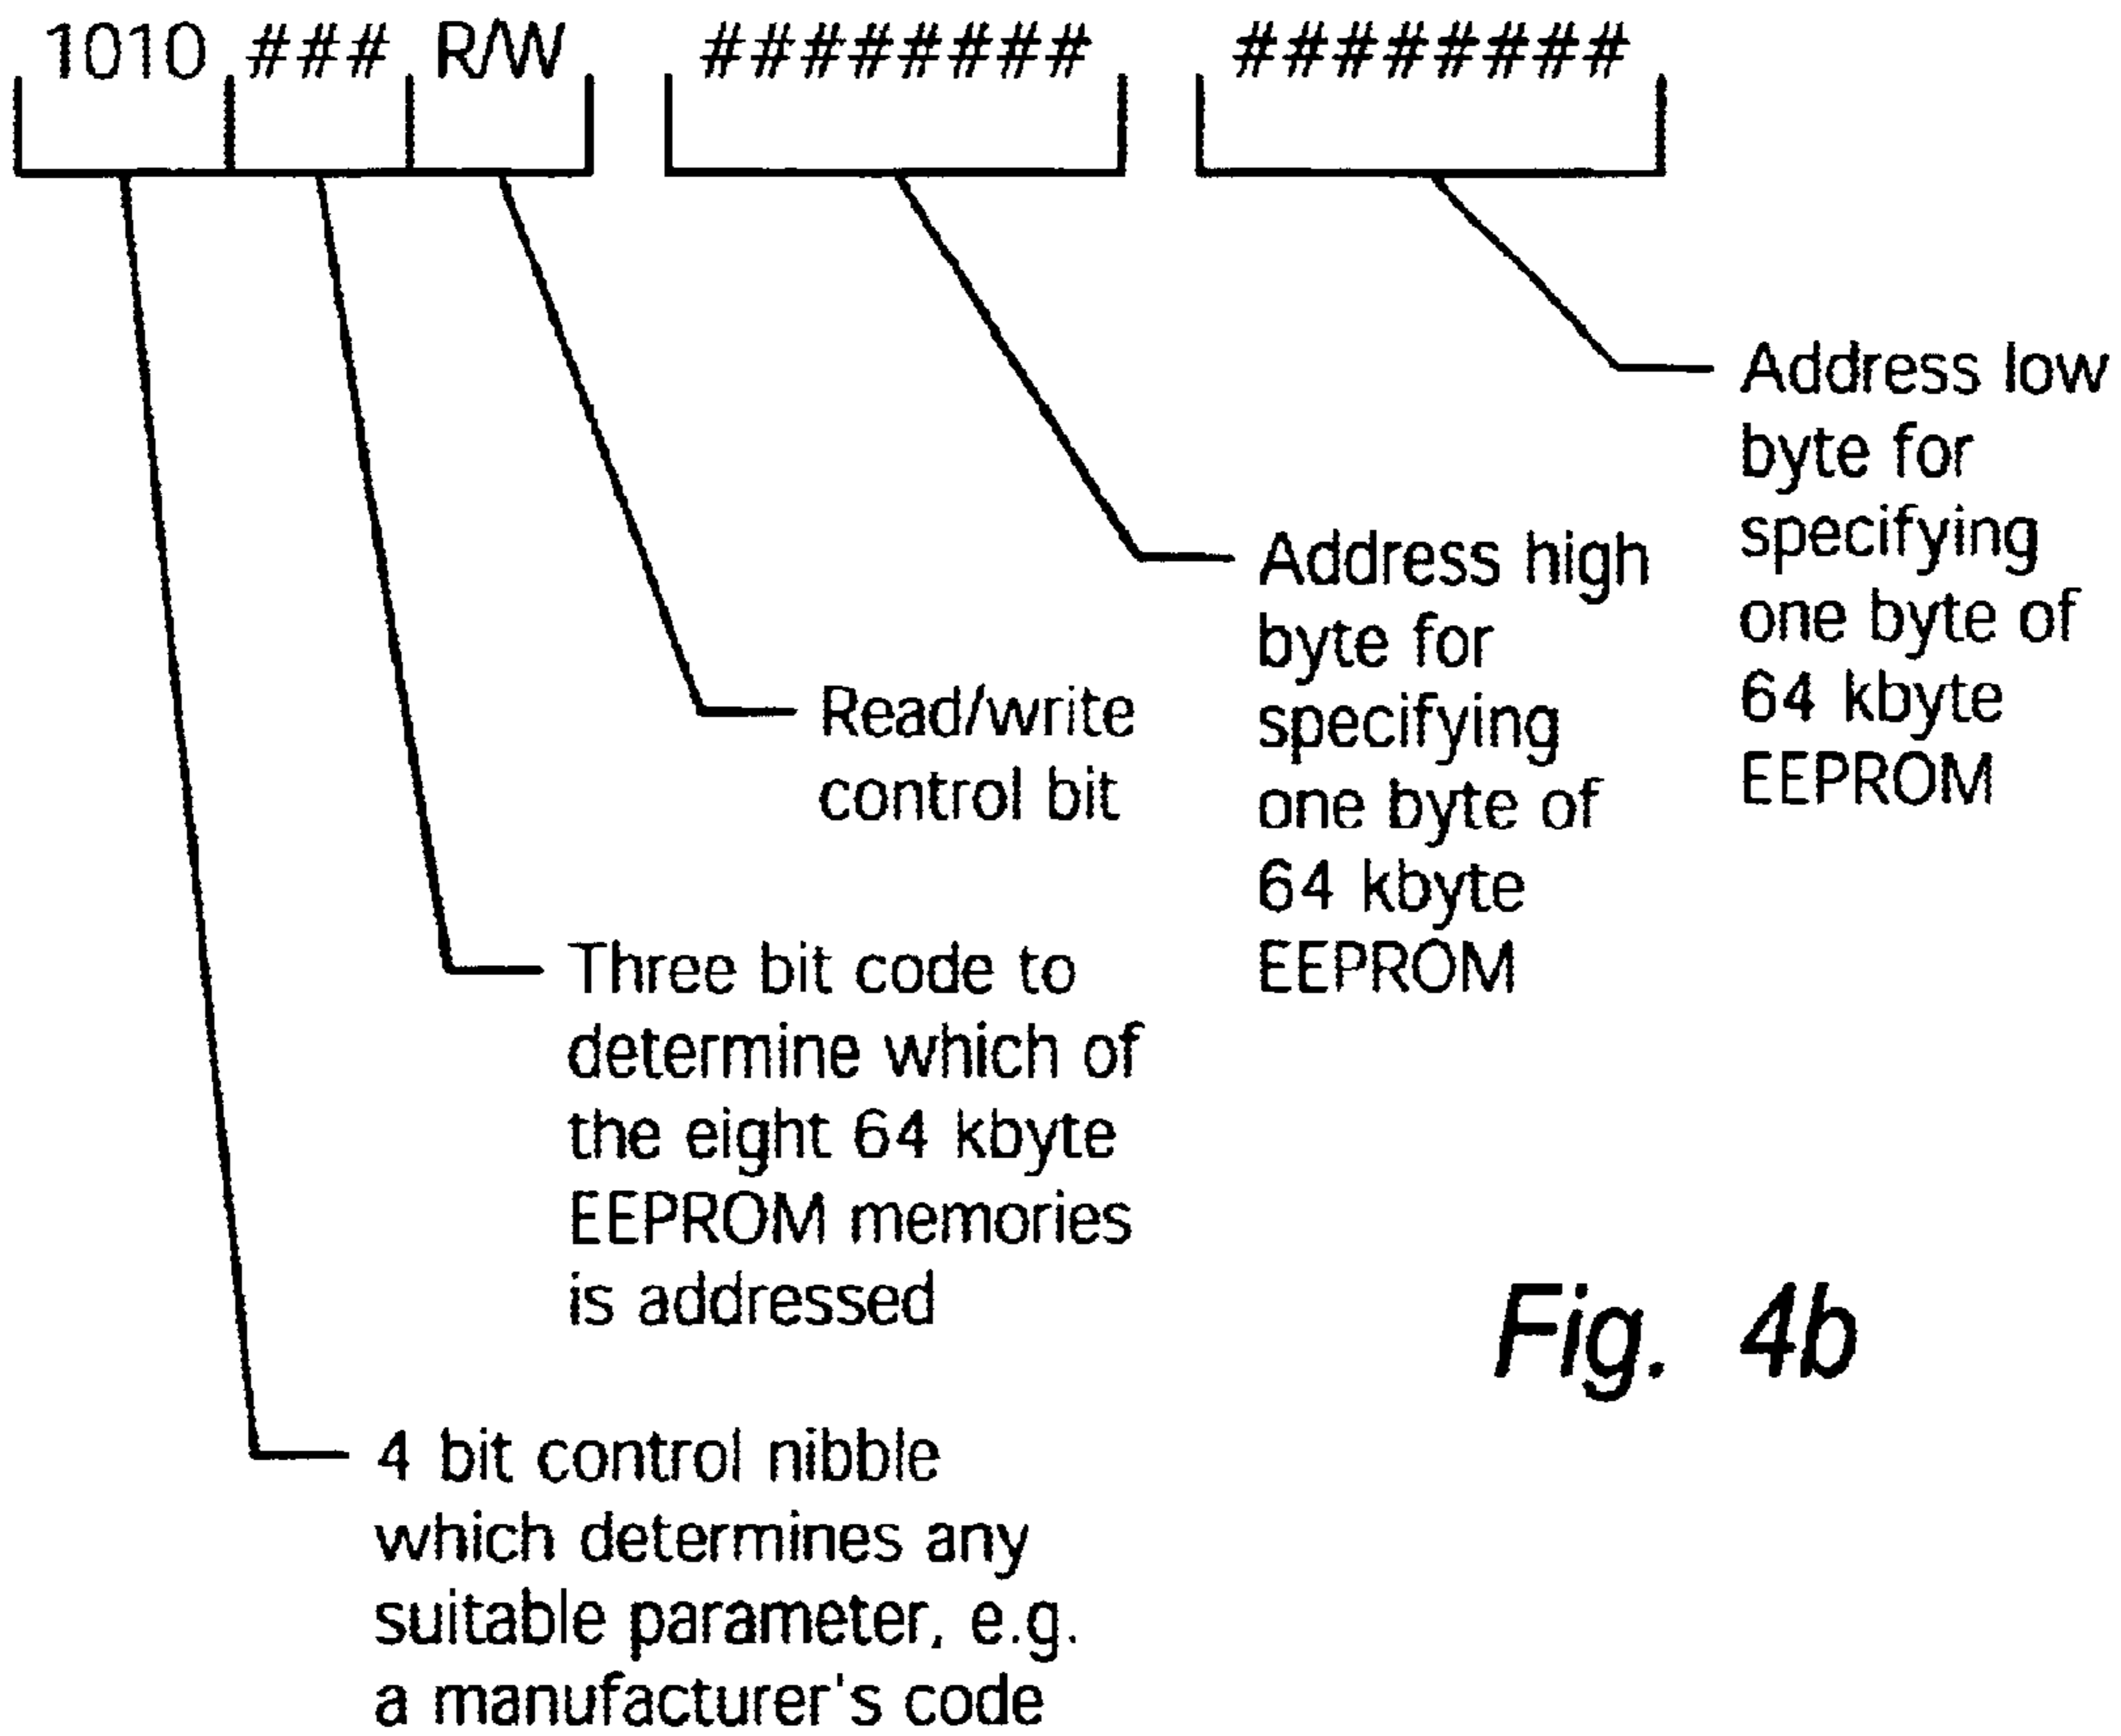 1010 ### R/W ######## ########
Address low
byte for
specifying
one byte of
64 kbyte
EEPROM
Address high
byte for
specifying
one byte of
64 kbyte
EEPROM
Read/write
control bit
Three bit code to
determine which of
the eight 64 kbyte
EEPROM memories
is addressed
4 bit control nibble
which determines any
suitable parameter, e.g.
a manufacturer's code
Fig. 4b